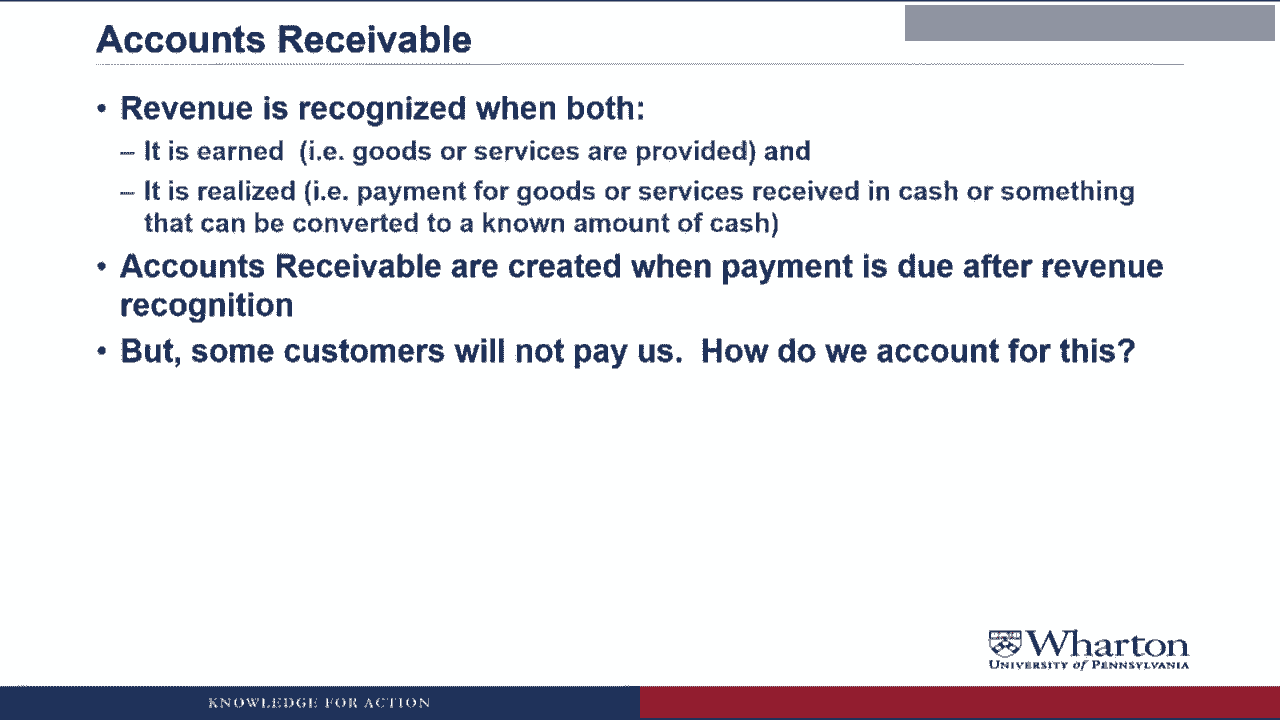 Accounts Receivable
• Revenue is recognized when both:
– It is earned  (i.e. goods or services are provided) and
– It is realized (i.e. payment for goods or services received in cash or something
that can be converted to a known amount of cash)
• Accounts Receivable are created when payment is due after revenue
recognition
• But, some customers will not pay us.  How do we account for this?
Wharton
UNIVERSITY of PENNSYLVANIA
KNOWLEDGE FOR ACTION